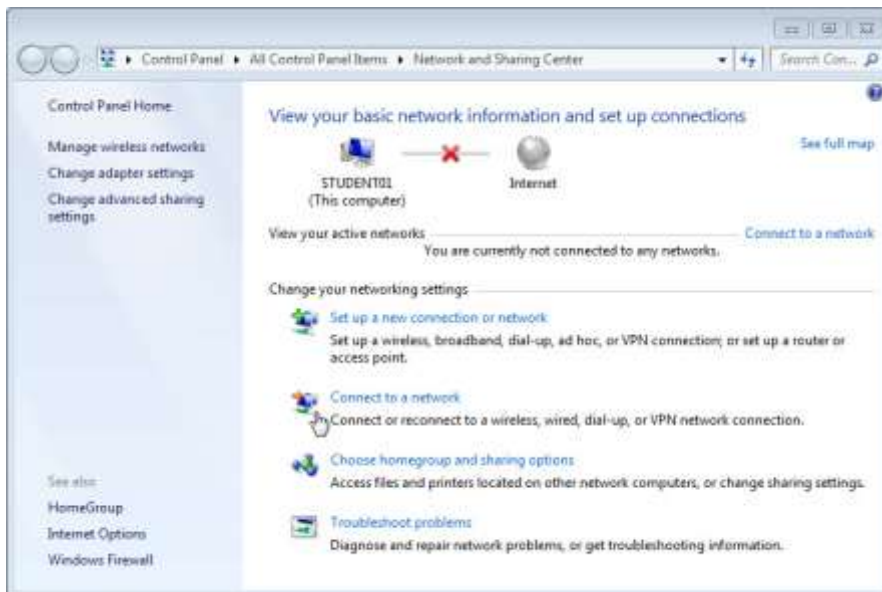 Control Panel ▸ All Control Panel Items ▸ Network and Sharing Center
Search Con...
Control Panel Home
Manage wireless networks
Change adapter settings
Change advanced sharing
settings
See also
HomeGroup
Internet Options
Windows Firewall
View your basic network information and set up connections
See full map
STUDENT01
(This computer)
Internet
View your active networks
Connect to a network
You are currently not connected to any networks.
Change your networking settings
Set up a new connection or network
Set up a wireless, broadband, dial-up, ad hoc, or VPN connection; or set up a router or
access point.
Connect to a network
Connect or reconnect to a wireless, wired, dial-up, or VPN network connection.
Choose homegroup and sharing options
Access files and printers located on other network computers, or change sharing settings.
Troubleshoot problems
Diagnose and repair network problems, or get troubleshooting information.